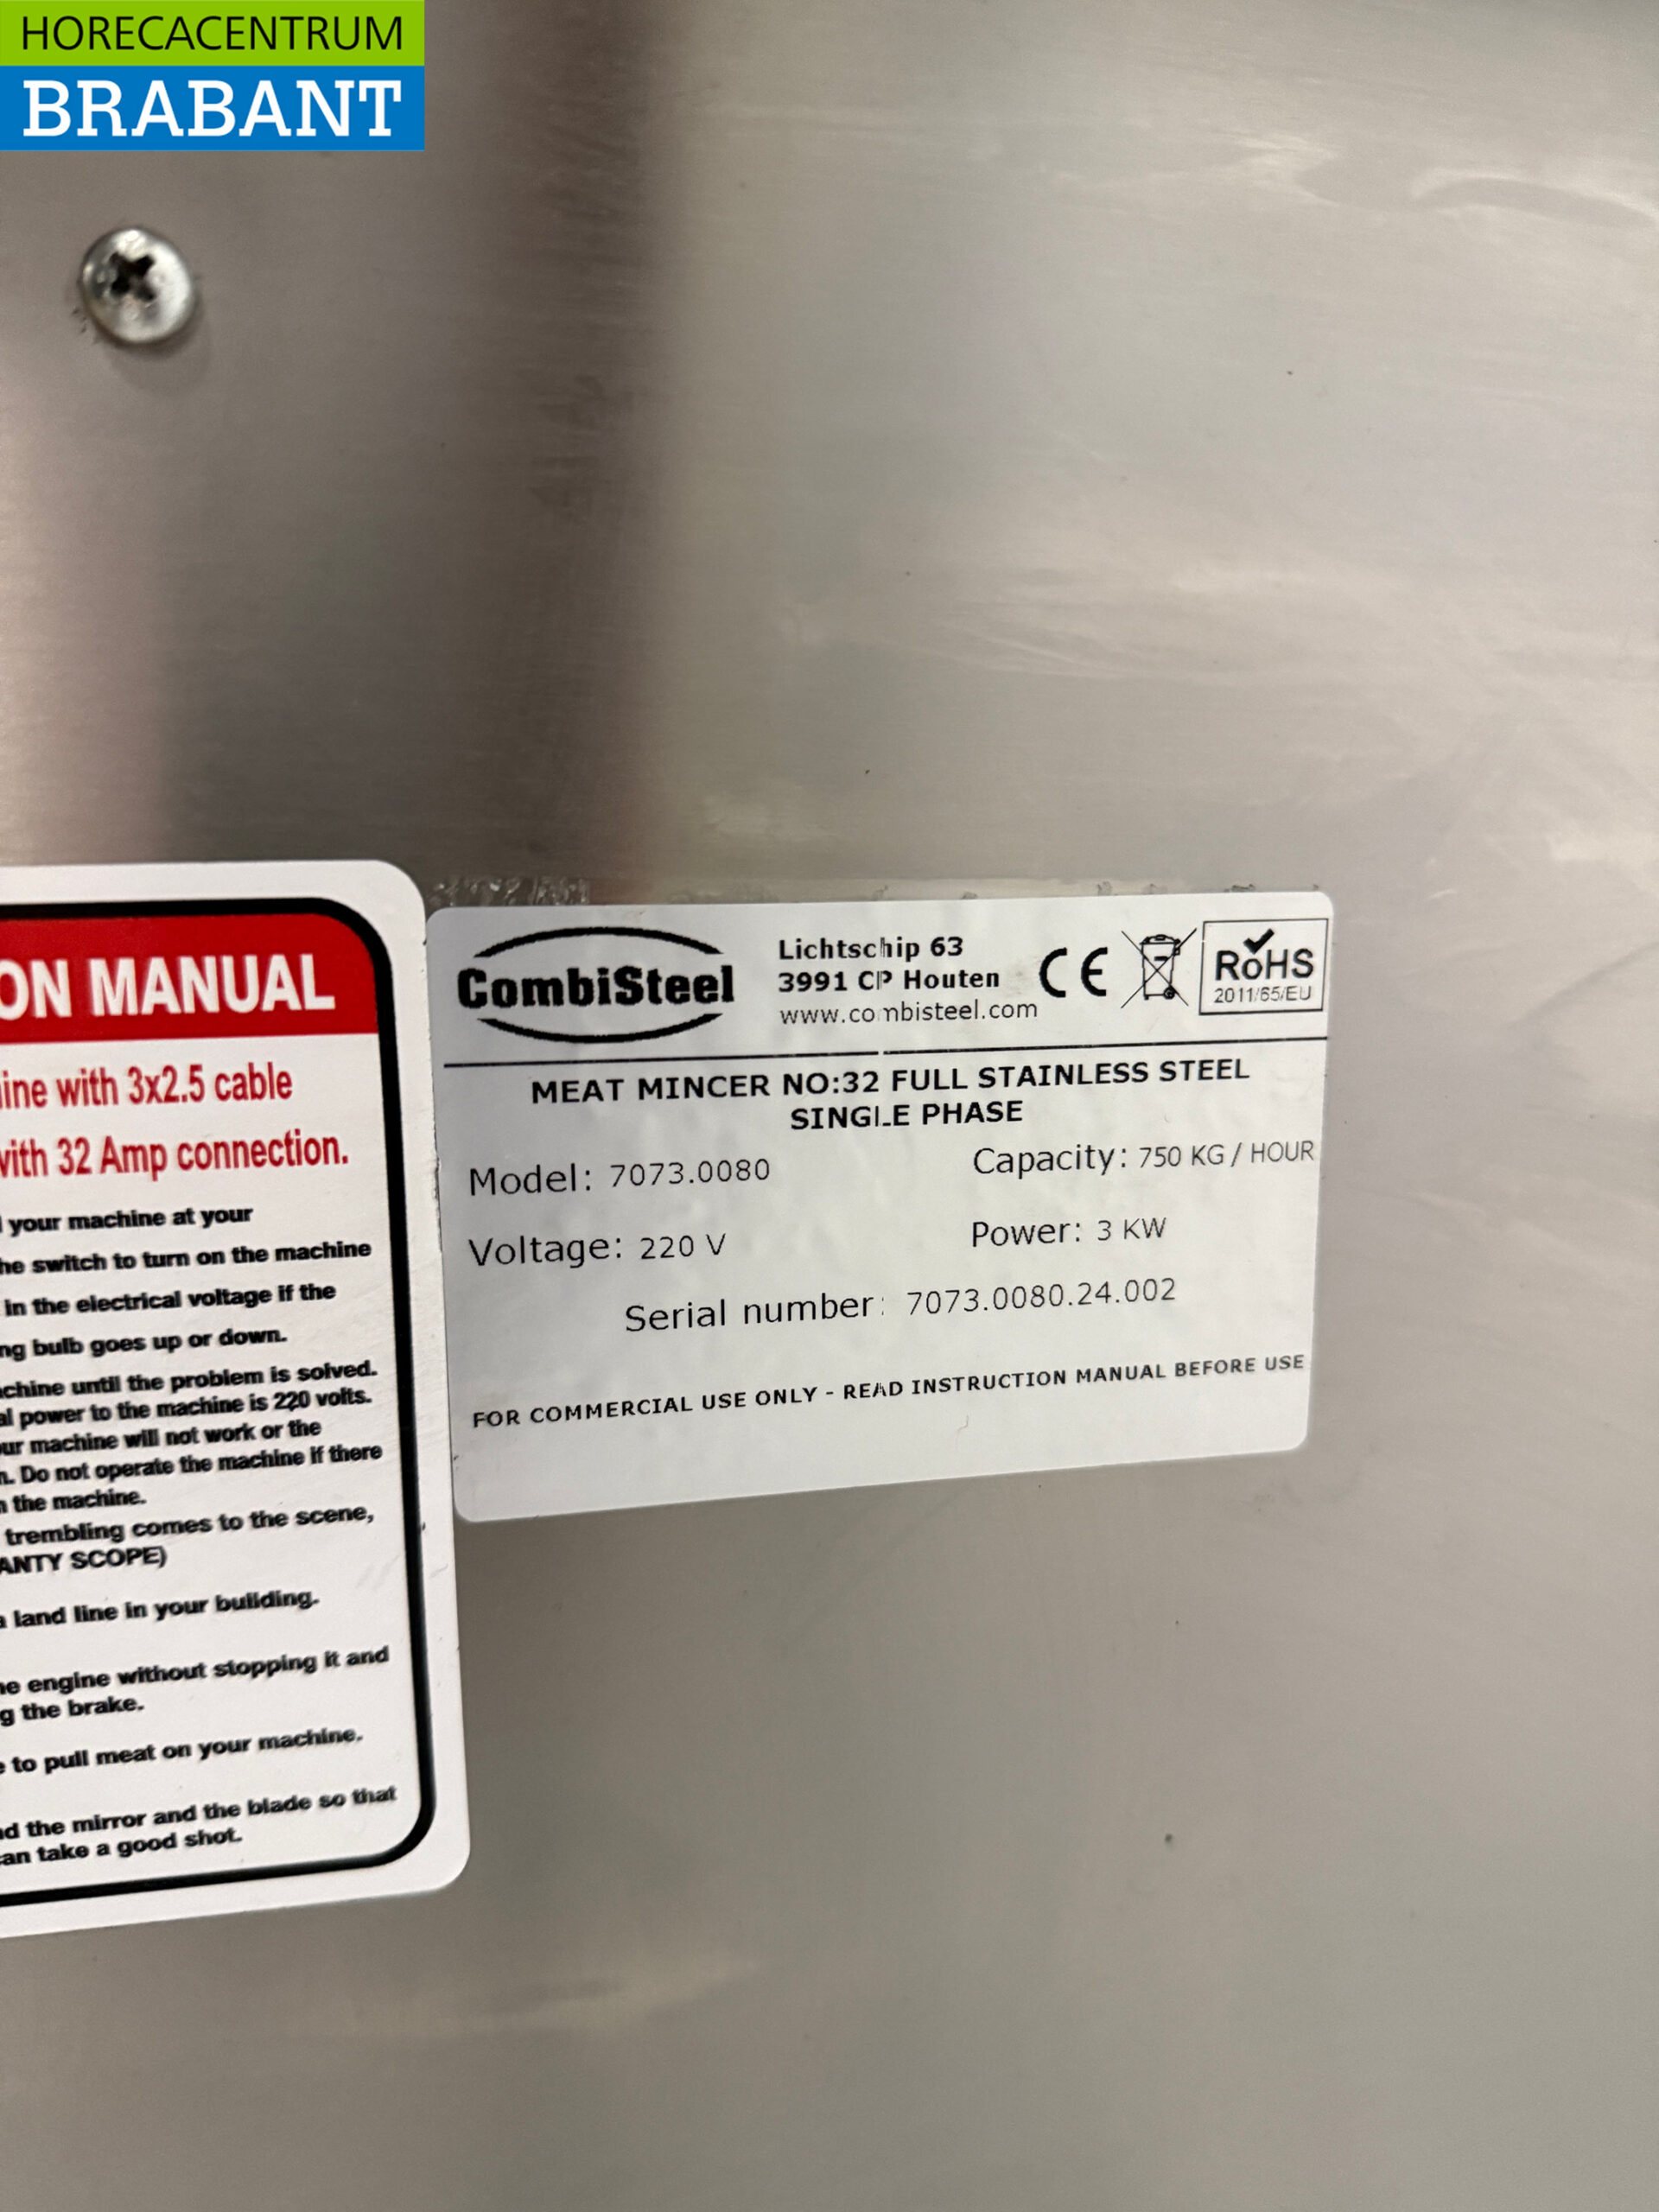 HORECACENTRUM
BRABANT
ON MANUAL
ine with 3x2.5 cable
with 32 Amp connection.
your machine at your
he switch to turn on the machine
in the electrical voltage if the
ng bulb goes up or down.
achine until the problem is solved.
al power to the machine is 220 volts.
our machine will not work or the
n. Do not operate the machine if there
the machine.
trembling comes to the scene,
ANTY SCOPE)
land line in your building.
he engine without stopping it and
g the brake.
to pull meat on your machine.
nd the mirror and the blade so that
can take a good shot.
CombiSteel
Lichtschip 63
3991 CP Houten
www.combisteel.com
CE
RoHS
2011/65/EU
MEAT MINCER NO:32 FULL STAINLESS STEEL
SINGLE PHASE
Model: 7073.0080
Capacity: 750 KG / HOUR
Voltage: 220 V
Power: 3 KW
Serial number: 7073.0080.24.002
FOR COMMERCIAL USE ONLY - READ INSTRUCTION MANUAL BEFORE USE